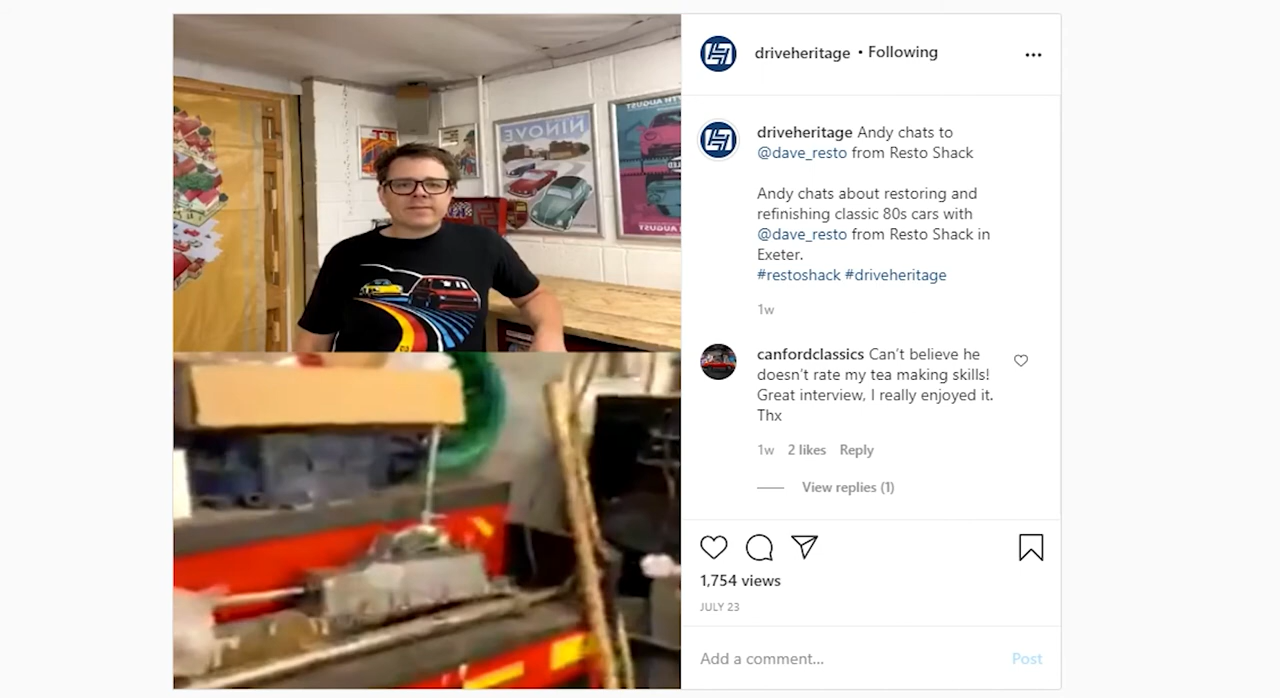 driveheritage • Following
driveheritage Andy chats to
@dave_resto from Resto Shack
Andy chats about restoring and
refinishing classic 80s cars with
@dave_resto from Resto Shack in
Exeter.
#restoshack #driveheritage
1w
canfordclassics Can't believe he
doesn't rate my tea making skills!
Great interview, I really enjoyed it.
Thx
1w 2 likes Reply
View replies (1)
1,754 views
JULY 23
Add a comment... Post
NINOVE
AUGUST